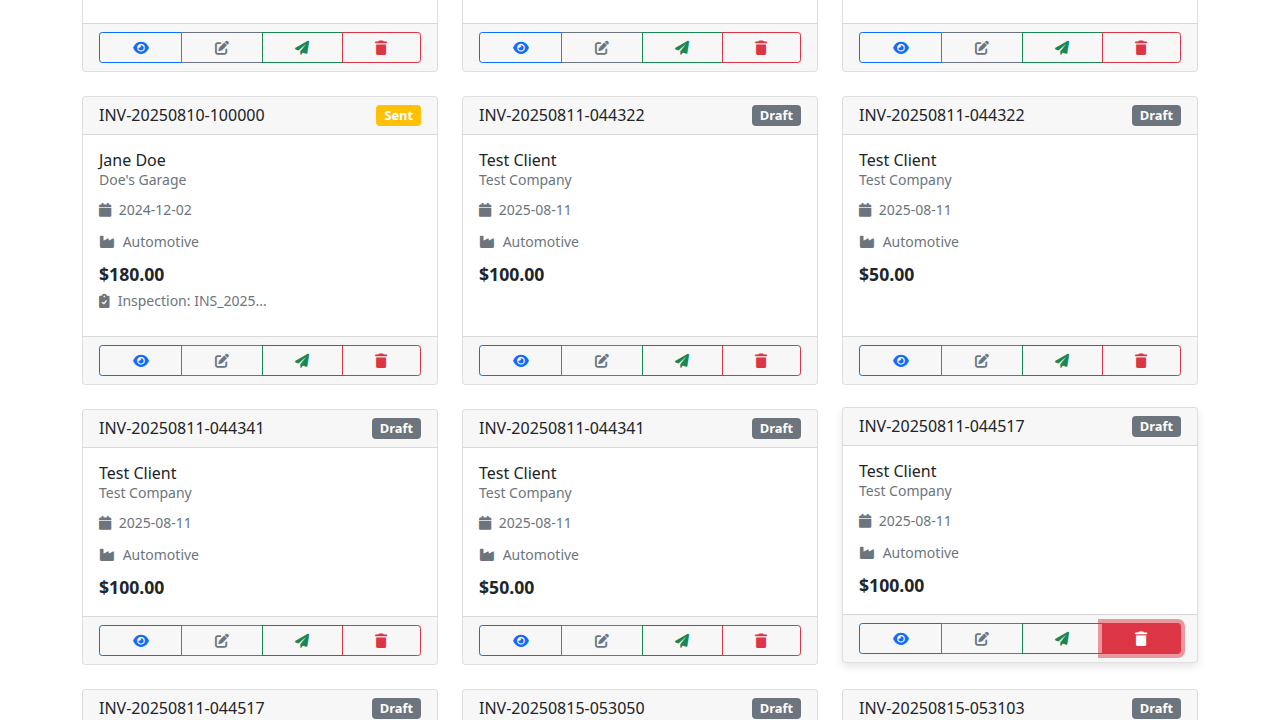 INV-20250810-100000 Sent
Jane Doe
Doe's Garage
2024-12-02
Automotive
$180.00
Inspection: INS_2025...
INV-20250811-044322 Draft
Test Client
Test Company
2025-08-11
Automotive
$100.00
INV-20250811-044322 Draft
Test Client
Test Company
2025-08-11
Automotive
$50.00
INV-20250811-044341 Draft
Test Client
Test Company
2025-08-11
Automotive
$100.00
INV-20250811-044341 Draft
Test Client
Test Company
2025-08-11
Automotive
$50.00
INV-20250811-044517 Draft
Test Client
Test Company
2025-08-11
Automotive
$100.00
INV-20250811-044517 Draft
INV-20250815-053050 Draft
INV-20250815-053103 Draft